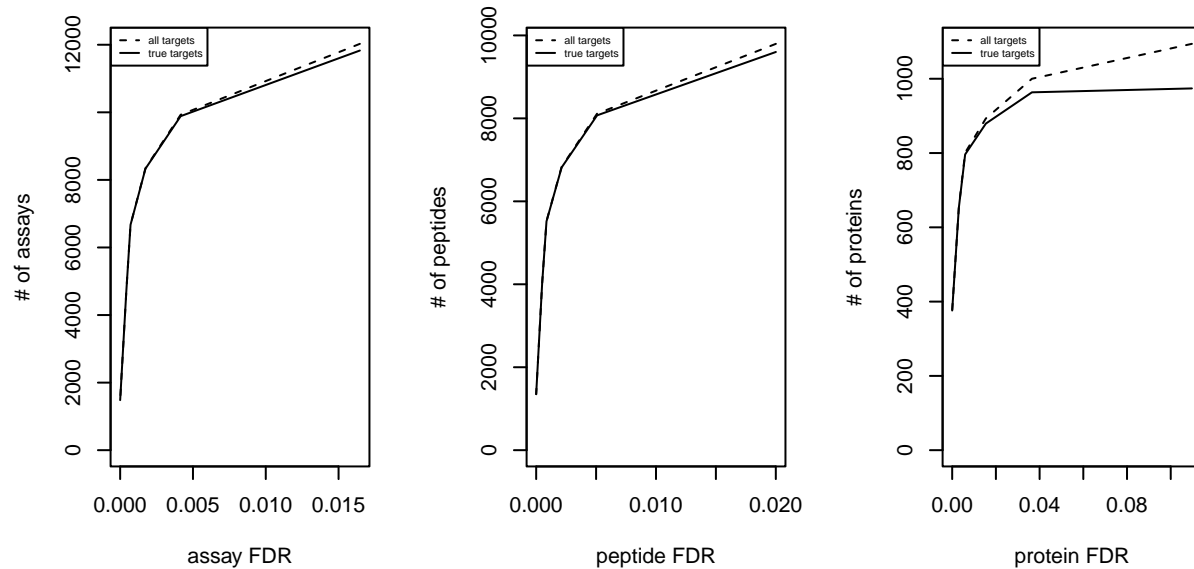 all targets
true targets
# of assays
0
2000
4000
6000
8000
12000
0.000
0.005
0.010
0.015
assay FDR
all targets
true targets
# of peptides
0
2000
4000
6000
8000
10000
0.000
0.010
0.020
peptide FDR
all targets
true targets
# of proteins
0
200
400
600
800
1000
0.00
0.04
0.08
protein FDR